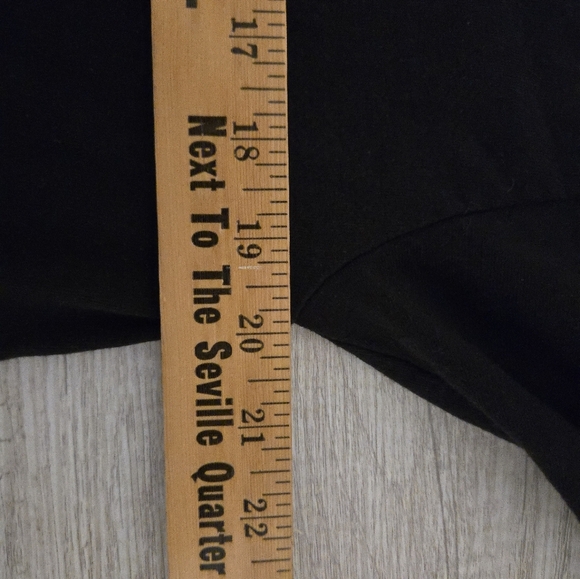 17 18 19 20 21 22
Next To The Seville Quarter